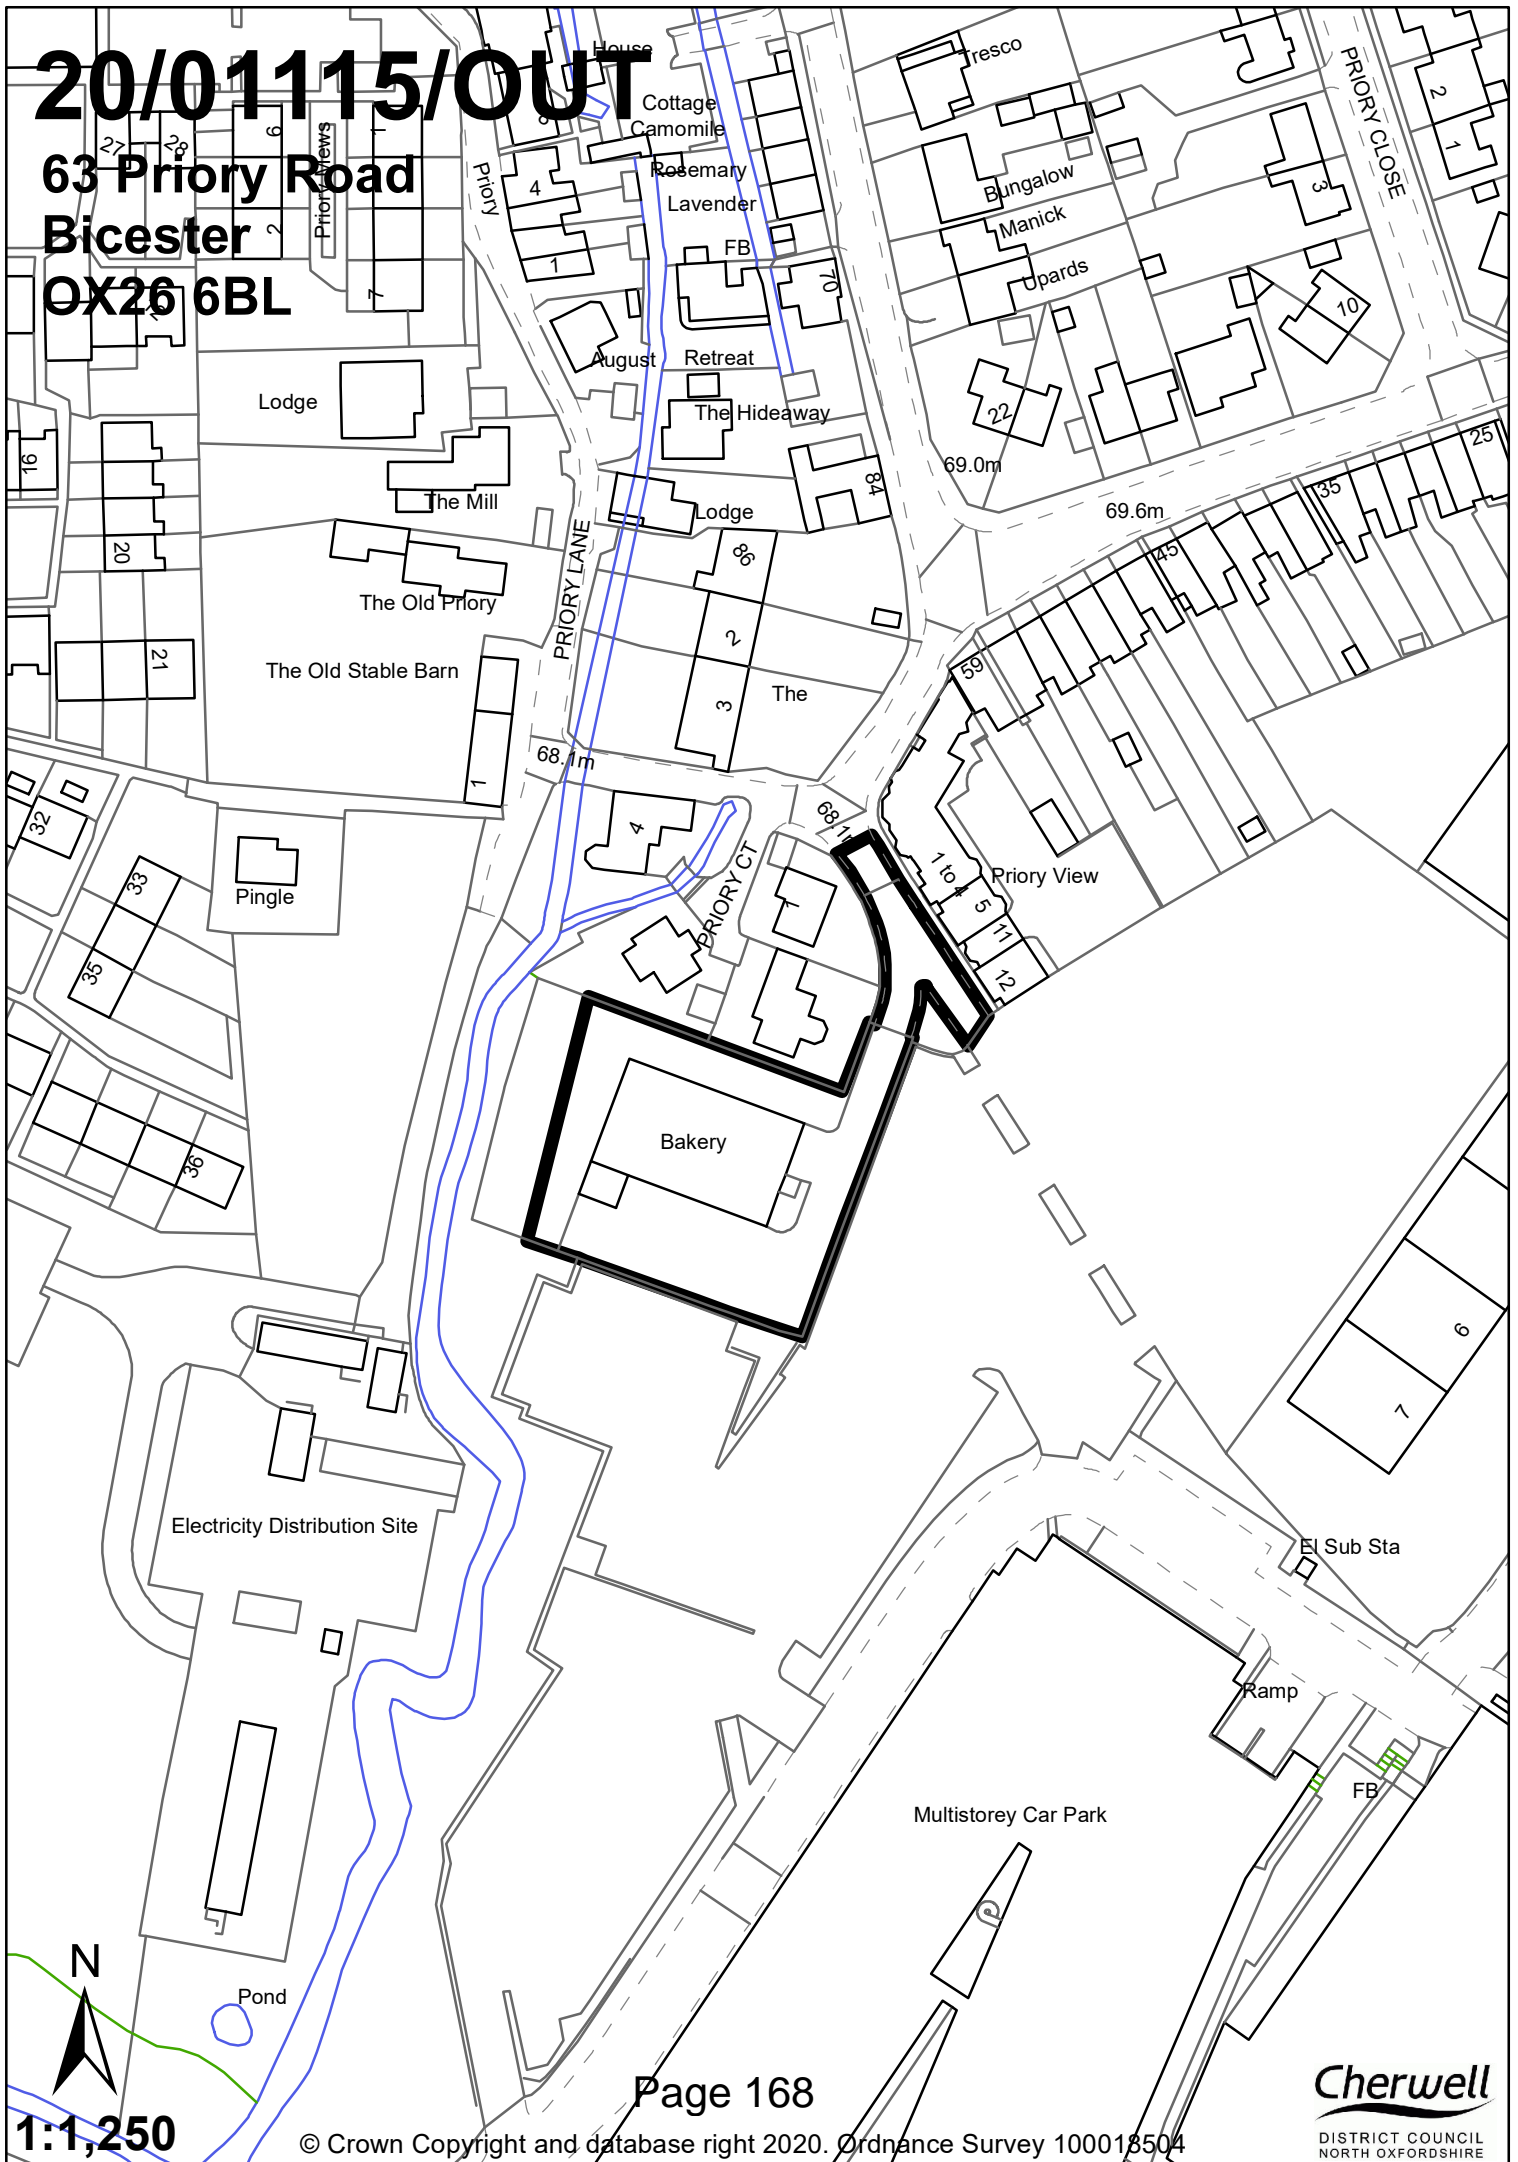 20/01115/OUT
63 Priory Road
Bicester
OX26 6BL
House
Cottage
Camomile
Rosemary
Lavender
FB
Tresco
Bungalow
Manick
Upards
PRIORY CLOSE
2
1
3
10
27
28
6
2
Priory Mews
1
7
Priory
4
1
70
August
Retreat
The Hideaway
Lodge
22
69.0m
25
35
69.6m
45
16
The Mill
84
Lodge
86
20
PRIORY LANE
The Old Priory
2
59
21
The Old Stable Barn
3
The
68.1m
1
32
4
68.1m
PRIORY CT
33
Pingle
1
1 to 4
Priory View
5
11
12
35
Bakery
36
6
7
Electricity Distribution Site
El Sub Sta
Ramp
FB
Multistorey Car Park
N
Pond
Page 168
1:1,250
© Crown Copyright and database right 2020. Ordnance Survey 100018504
Cherwell
DISTRICT COUNCIL
NORTH OXFORDSHIRE